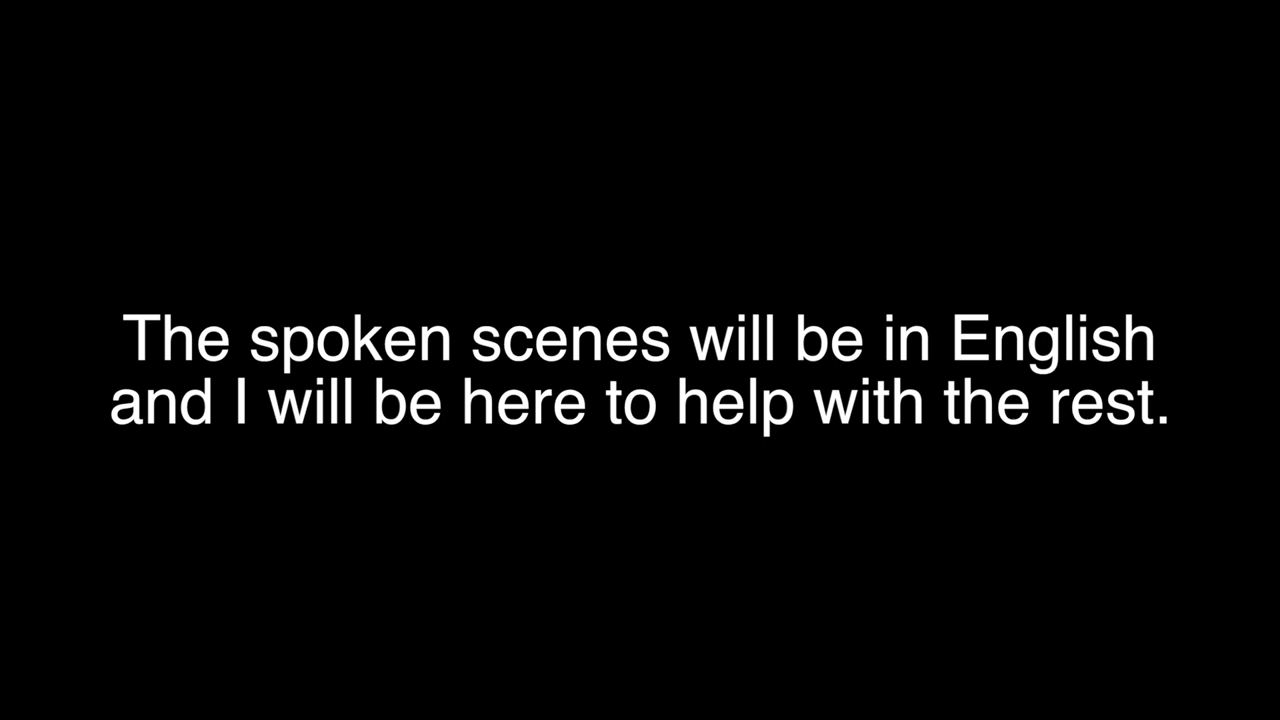 The spoken scenes will be in English
and I will be here to help with the rest.